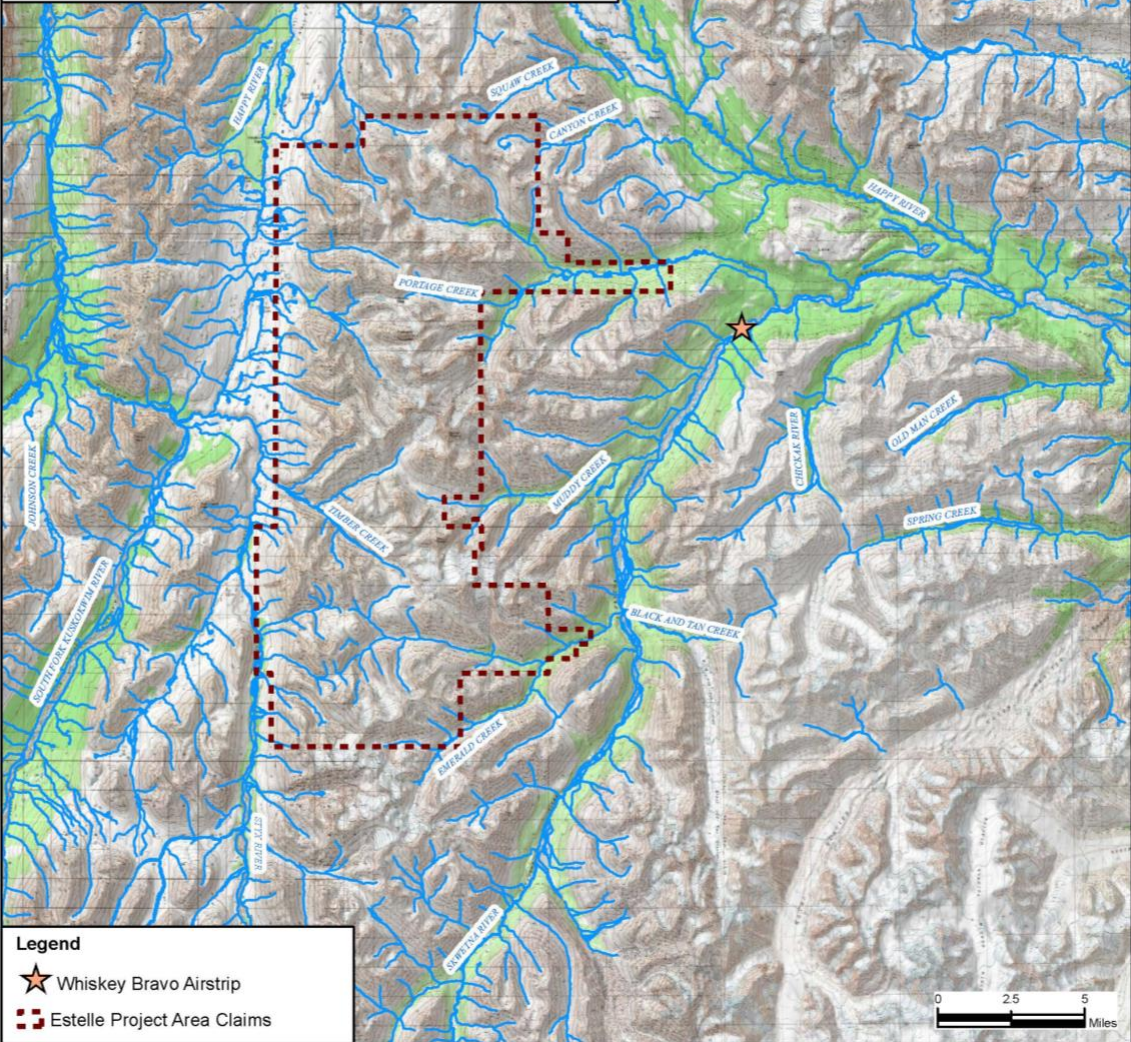 SQUAW CREEK
HAPPY RIVER
CANYON CREEK
HAPPY RIVER
PORTAGE CREEK
OLD MAN CREEK
CHICKAK RIVER
JOHNSON CREEK
MUDDY CREEK
TIMBER CREEK
SPRING CREEK
SOUTH FORK KUSKOKWIM RIVER
BLACK AND TAN CREEK
EMERALD CREEK
STYX RIVER
SKWETNA RIVER
Legend
Whiskey Bravo Airstrip
Estelle Project Area Claims
0 2.5 5
Miles